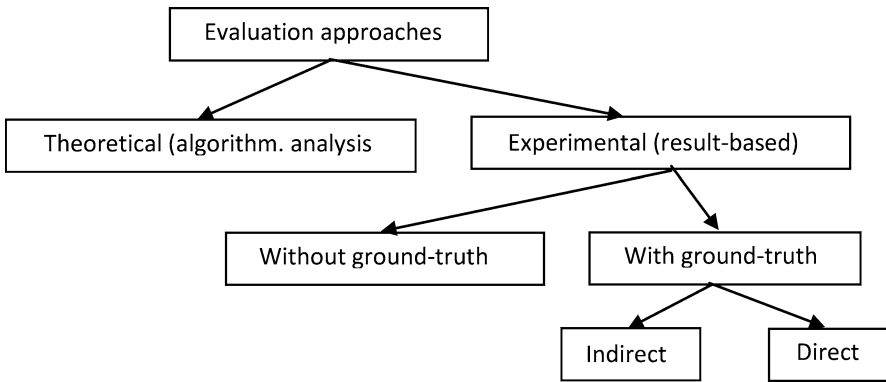 Evaluation approaches
Theoretical (algorithm. analysis
Experimental (result-based)
Without ground-truth
With ground-truth
Indirect
Direct